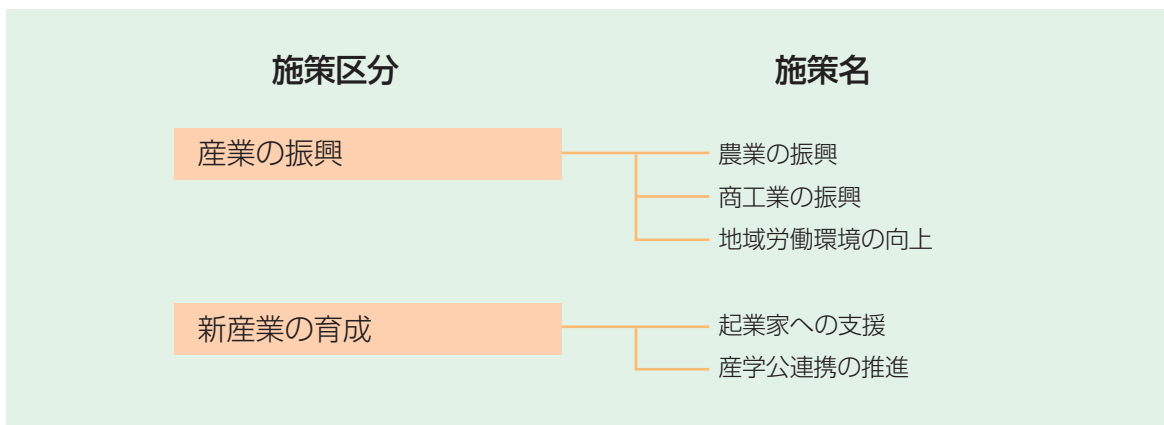 施策区分 施策名
産業の振興 農業の振興
商工業の振興
地域労働環境の向上
新産業の育成 起業家への支援
産学公連携の推進